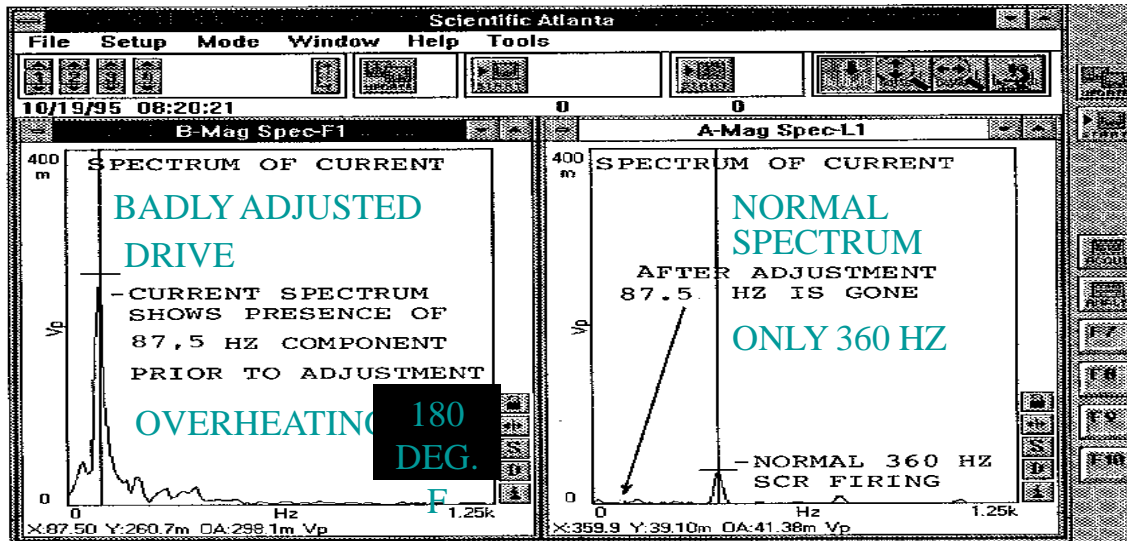 Scientific Atlanta
File Setup Mode Window Help Tools
10/19/95 08:20:21 0 0
B-Mag Spec-F1
400
m
SPECTRUM OF CURRENT
BADLY ADJUSTED
DRIVE
-CURRENT SPECTRUM
SHOWS PRESENCE OF
87,5 HZ COMPONENT
PRIOR TO ADJUSTMENT
OVERHEATING
180
DEG.
F
Vp
0
0 Hz 1.25k
X:87.50 Y:260.7m OA:298.1m Vp
S
D
i
A-Mag Spec-L1
400
m
SPECTRUM OF CURRENT
NORMAL
SPECTRUM
AFTER ADJUSTMENT
87.5 HZ IS GONE
ONLY 360 HZ
-NORMAL 360 HZ
SCR FIRING
Vp
0
0 Hz 1.25k
X:359.9 Y:39.10m OA:41.38m Vp
S
D
i
F7
F8
F9
F10